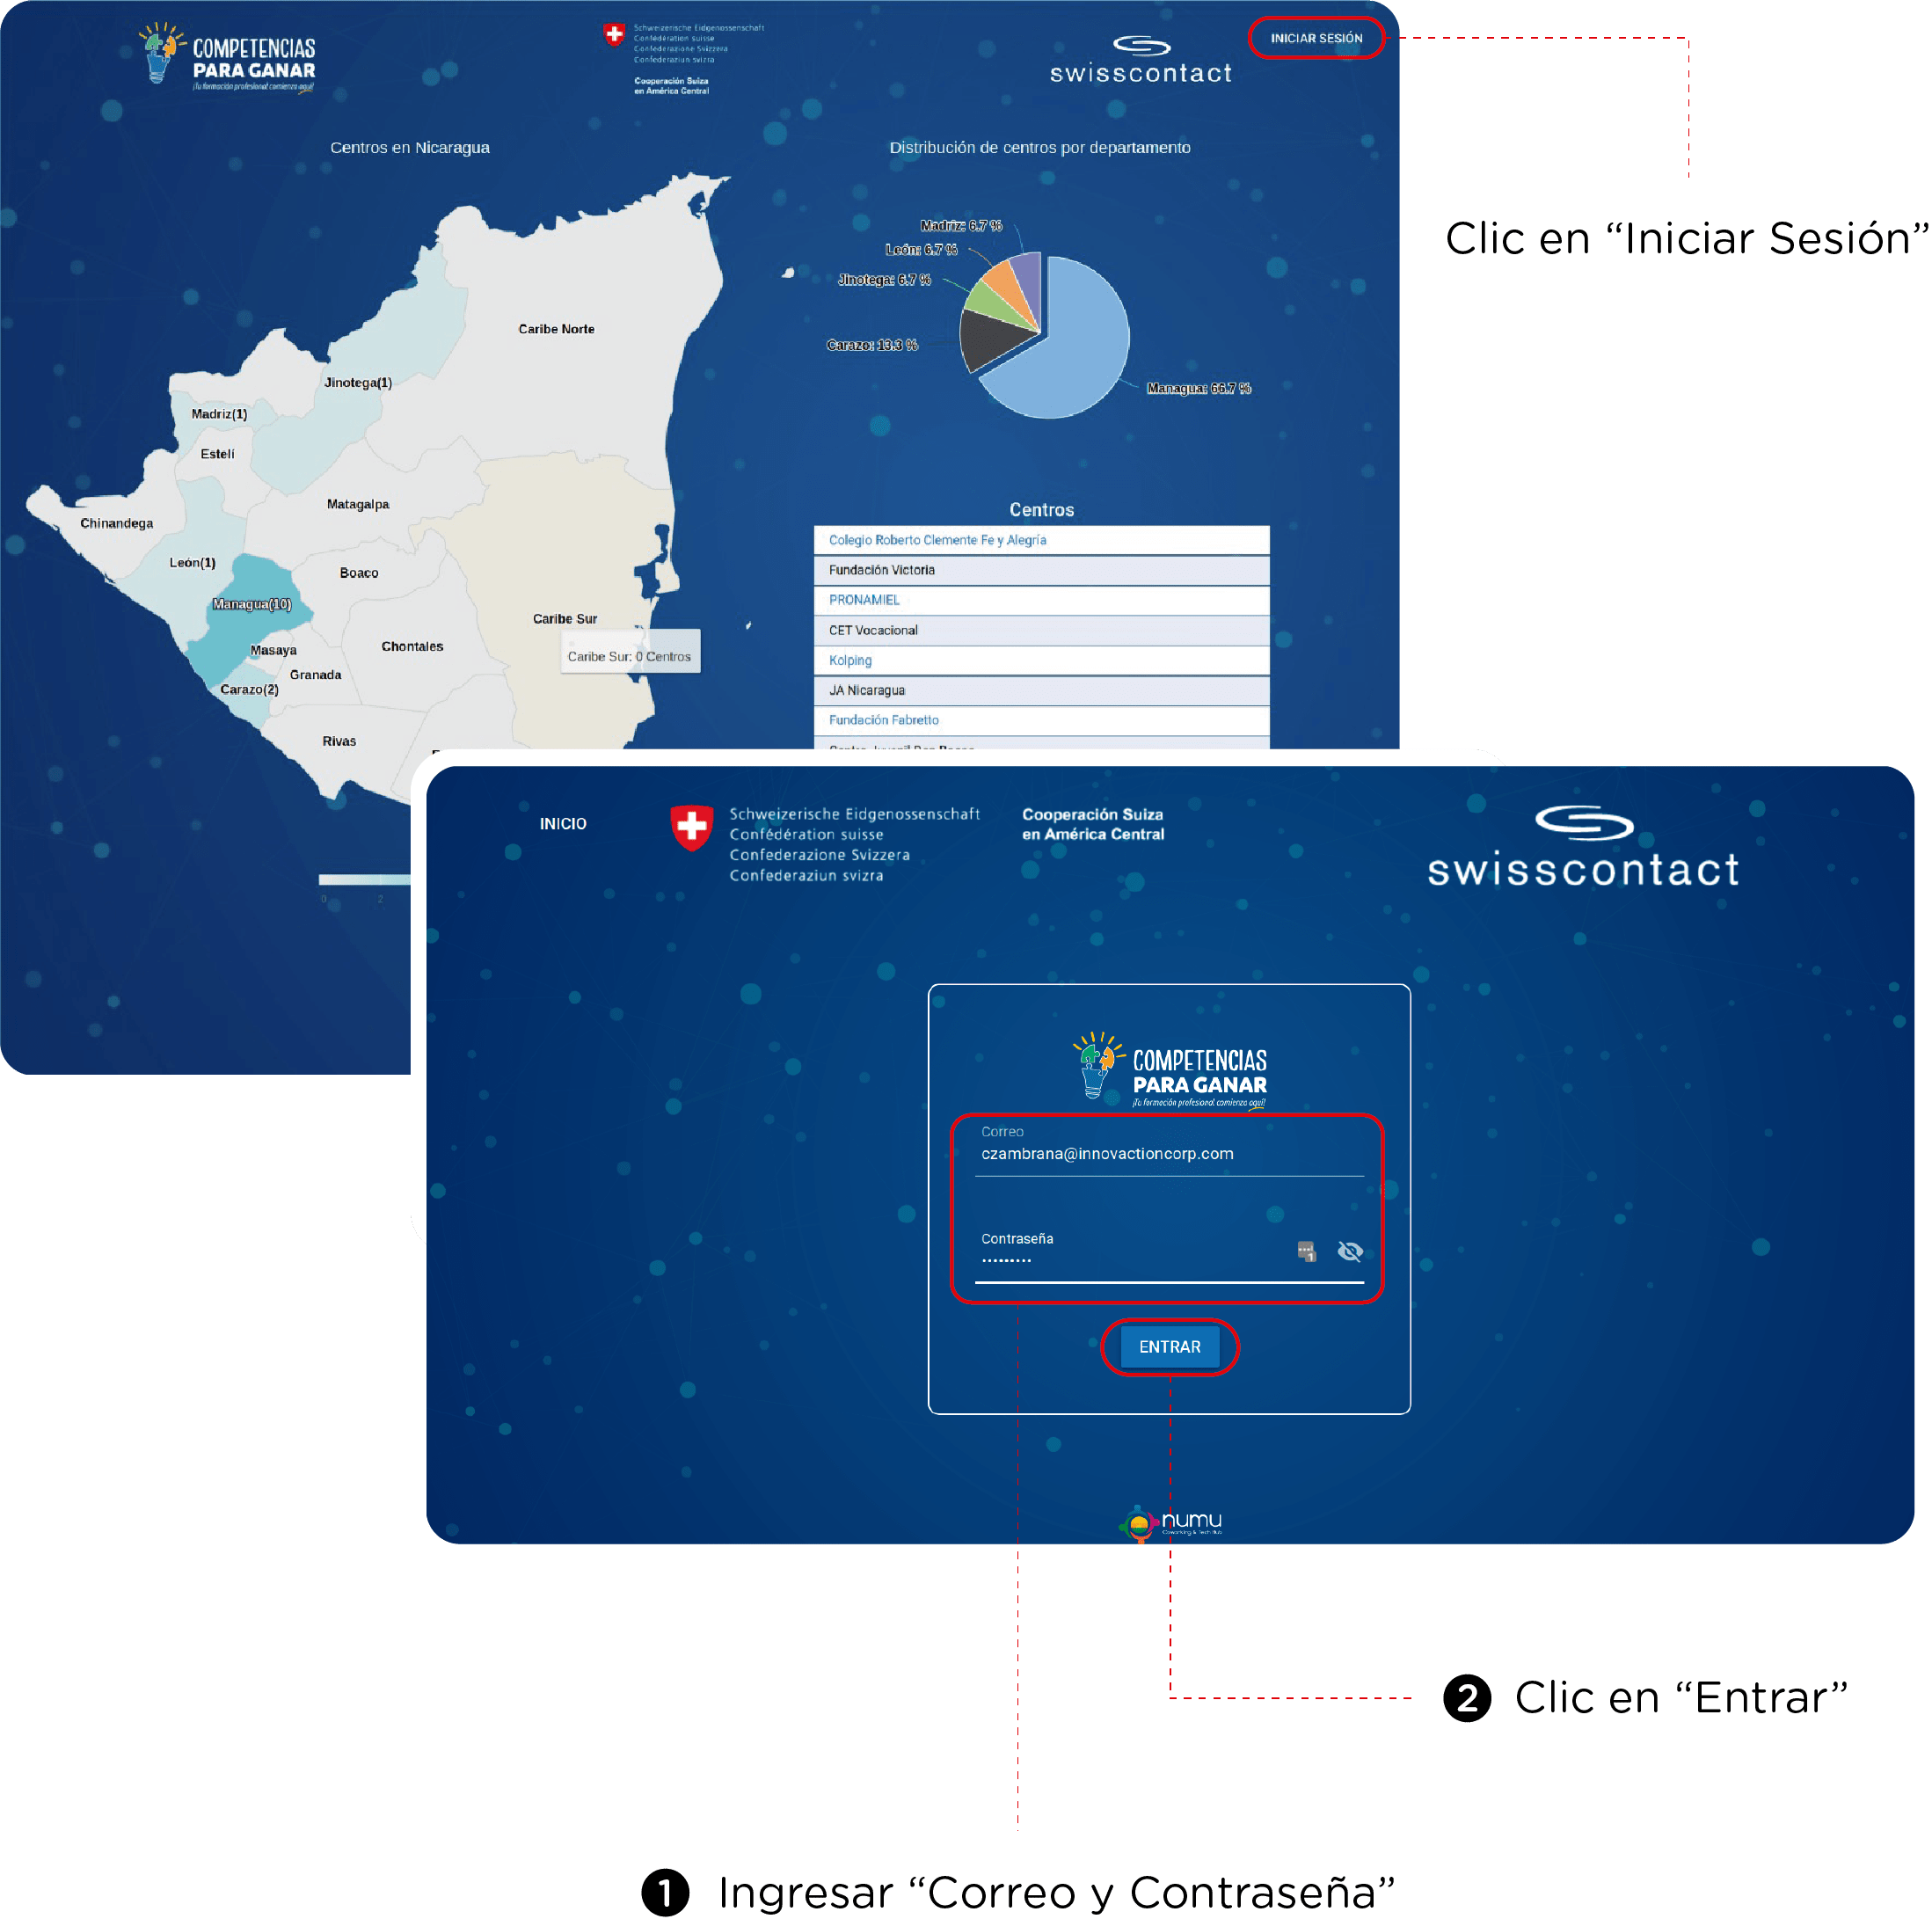 COMPETENCIAS
PARA GANAR
¡Tu formación profesional comienza aquí!
Schweizerische Eidgenossenschaft
Confédération suisse
Confederazione Svizzera
Confederaziun svizra
Cooperación Suiza
en América Central
swisscontact
INICIAR SESIÓN
Clic en “Iniciar Sesión”
Centros en Nicaragua
Caribe Norte
Jinotega(1)
Madriz(1)
Estelí
Matagalpa
Chinandega
León(1)
Boaco
Managua(10)
Caribe Sur
Masaya
Chontales
Caribe Sur: 0 Centros
Granada
Carazo(2)
Rivas
0 2
Distribución de centros por departamento
Madriz: 6.7 %
León: 6.7 %
Jinotega: 6.7 %
Carazo: 13.3 %
Managua: 66.7 %
Centros
Colegio Roberto Clemente Fe y Alegría
Fundación Victoria
PRONAMIEL
CET Vocacional
Kolping
JA Nicaragua
Fundación Fabretto
INICIO
Schweizerische Eidgenossenschaft
Confédération suisse
Confederazione Svizzera
Confederaziun svizra
Cooperación Suiza
en América Central
swisscontact
COMPETENCIAS
PARA GANAR
¡Tu formación profesional comienza aquí!
Correo
czambrana@innovactioncorp.com
Contraseña
•••••••••
ENTRAR
numu
Coworking & Tech Hub
2 Clic en “Entrar”
1 Ingresar “Correo y Contraseña”